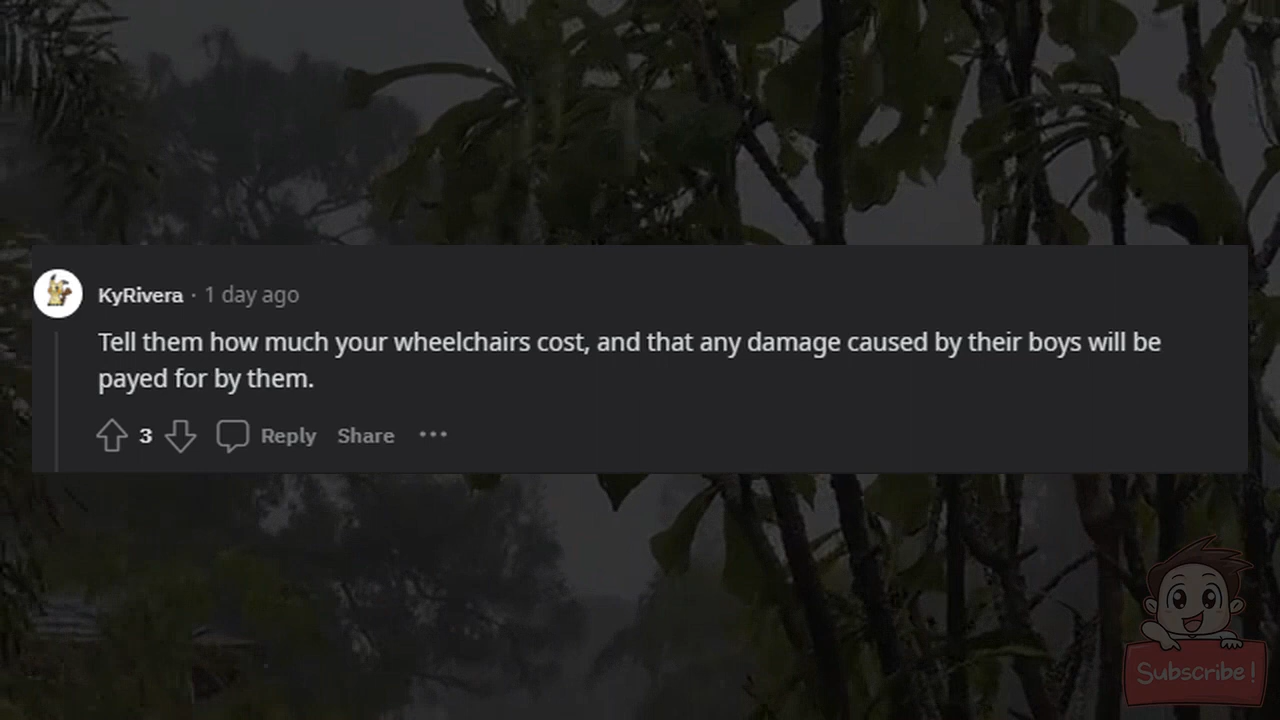 KyRivera · 1 day ago
Tell them how much your wheelchairs cost, and that any damage caused by their boys will be
payed for by them.
3 Reply Share ...
Subscribe!